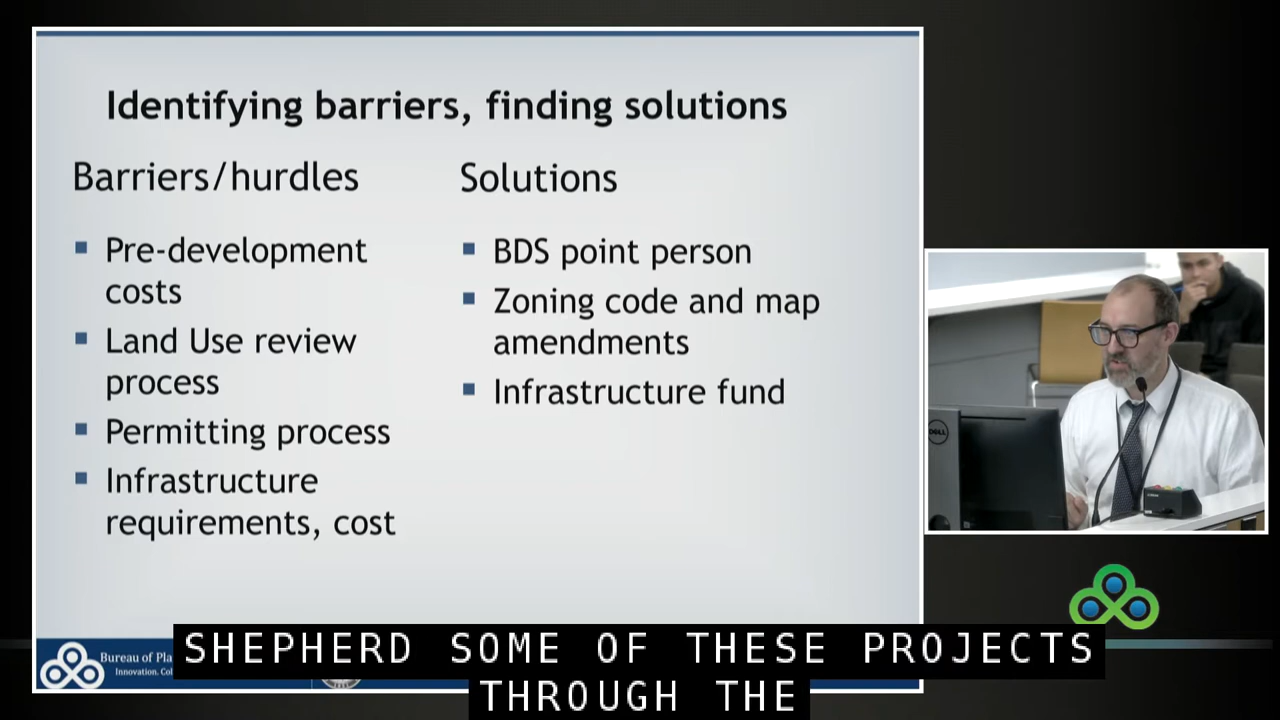 Identifying barriers, finding solutions
Barriers/hurdles
Pre-development
costs
Land Use review
process
Permitting process
Infrastructure
requirements, cost
Solutions
BDS point person
Zoning code and map
amendments
Infrastructure fund
DELL
Bureau of Pla
Innovation. Col
SHEPHERD SOME OF THESE PROJECTS
THROUGH THE